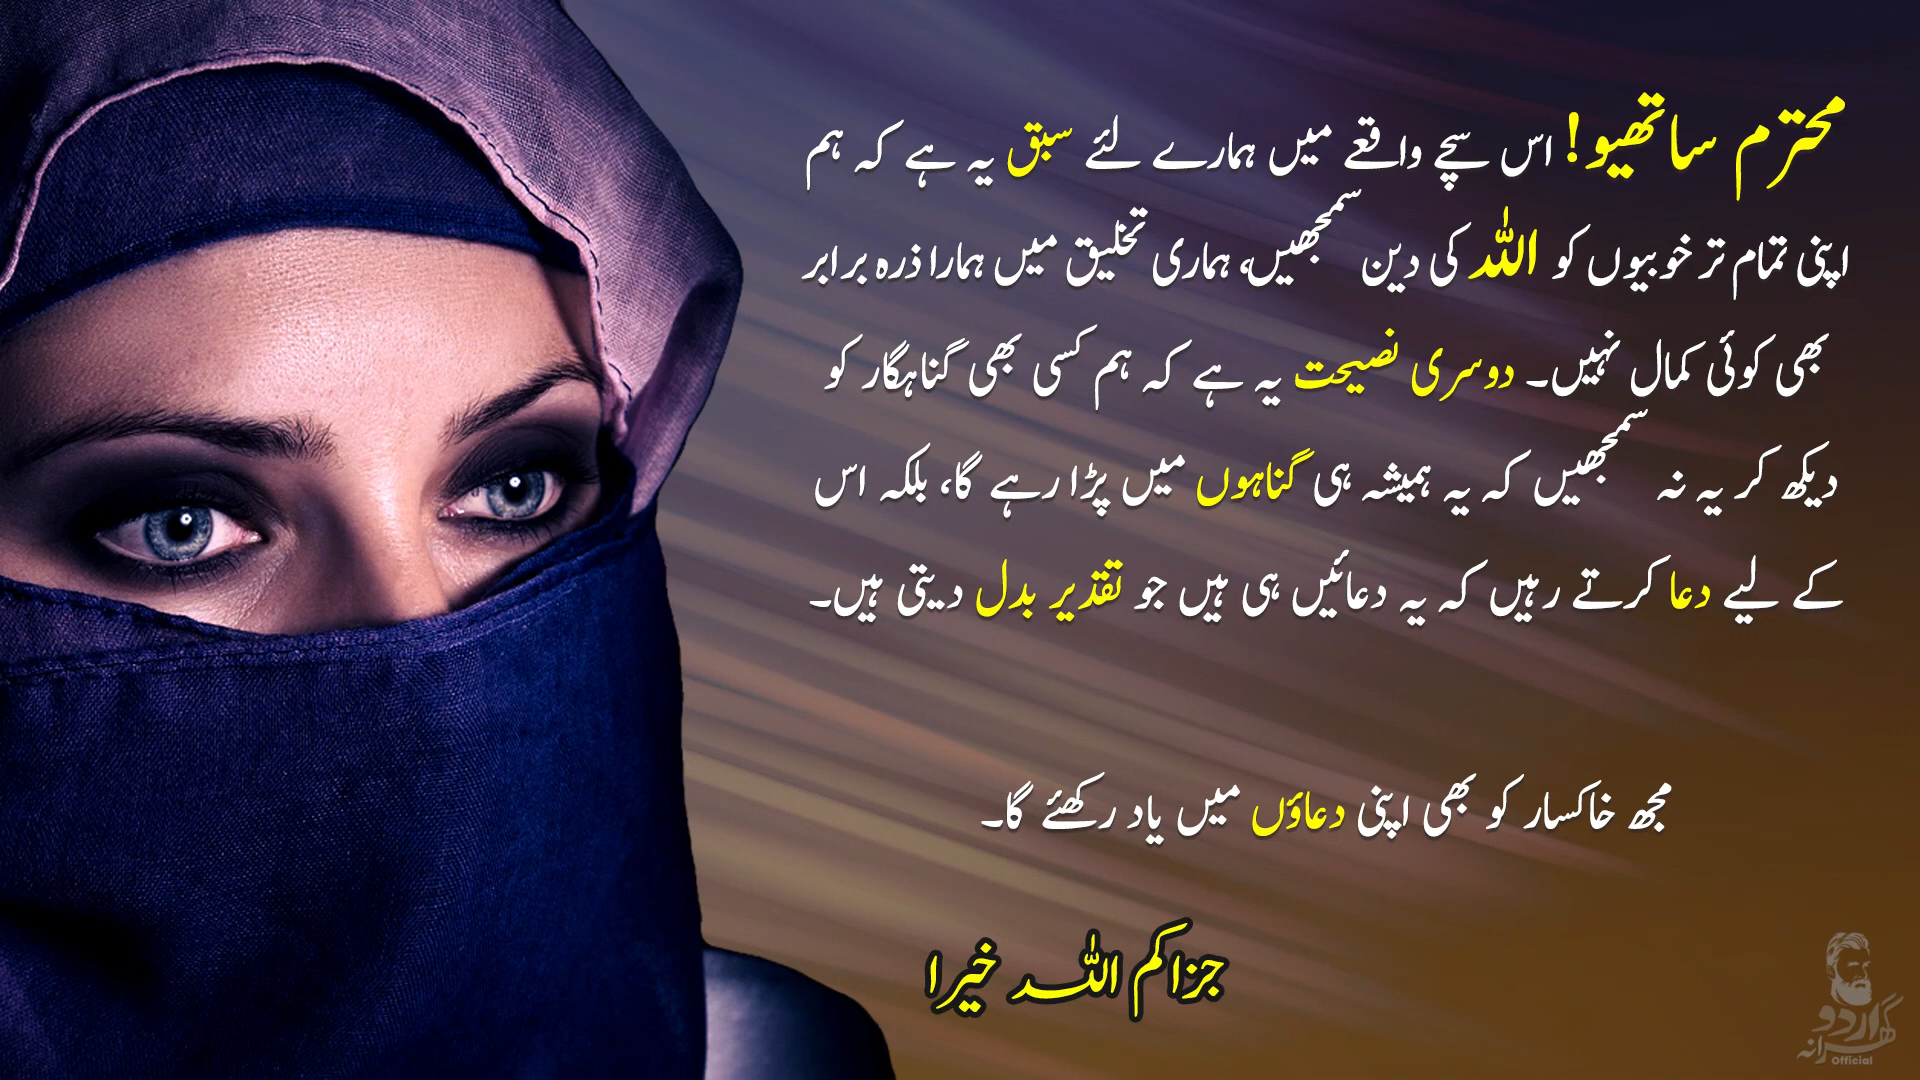 محترم ساتھیو! اس سچے واقعے میں ہمارے لئے سبق یہ ہے کہ ہم
اپنی تمام تر خوبیوں کو اللہ کی دین سمجھیں، ہماری تخلیق میں ہمارا ذرہ برابر
بھی کوئی کمال نہیں۔ دوسری نصیحت یہ ہے کہ ہم کسی بھی گناہگار کو
دیکھ کر یہ نہ سمجھیں کہ یہ ہمیشہ ہی گناہوں میں پڑا رہے گا، بلکہ اس
کے لیے دعا کرتے رہیں کہ یہ دعائیں ہی ہیں جو تقدیر بدل دیتی ہیں۔
مجھ خاکسار کو بھی اپنی دعاؤں میں یاد رکھئے گا۔
جزاکم اللہ خیرا
اردو
گھرانہ
Official